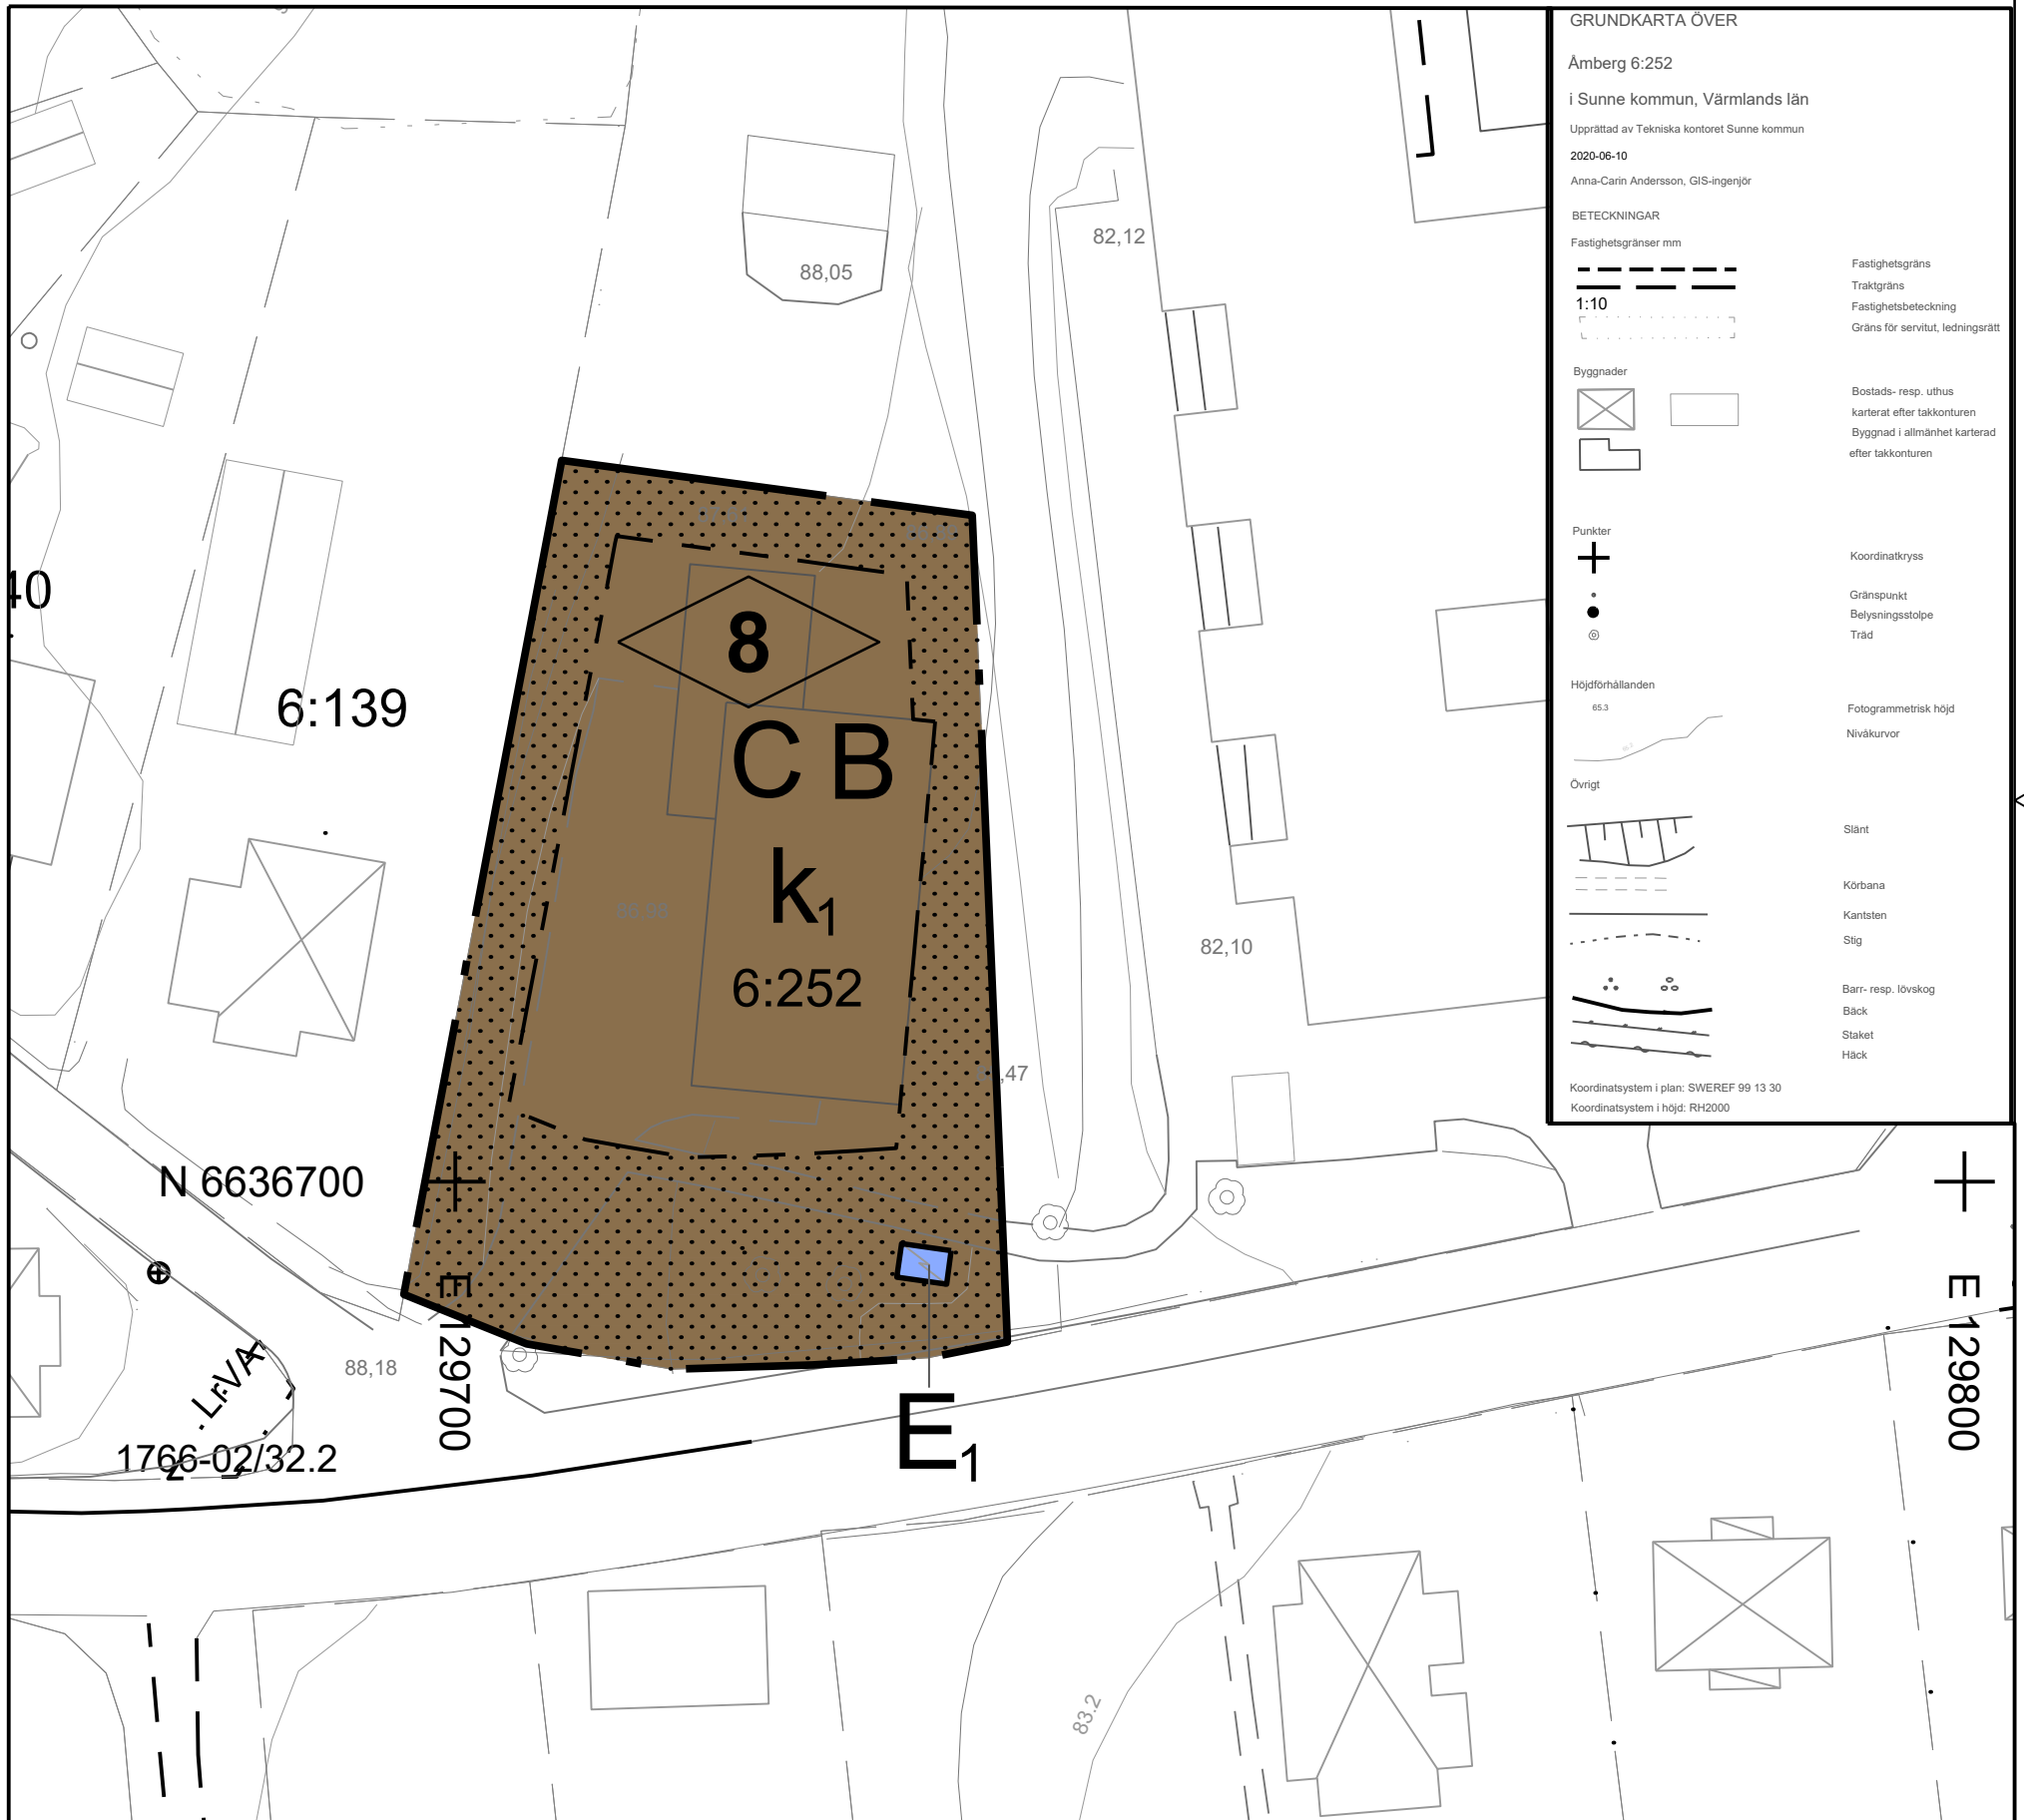 GRUNDKARTA ÖVER
Åmberg 6:252
i Sunne kommun, Värmlands län
Upprättad av Tekniska kontoret Sunne kommun
2020-06-10
Anna-Carin Andersson, GIS-ingenjör
BETECKNINGAR
Fastighetsgränser mm
Fastighetsgräns
Traktgräns
1:10
Fastighetsbeteckning
Gräns för servitut, ledningsrätt
Byggnader
Bostads- resp. uthus
karterat efter takkonturen
Byggnad i allmänhet karterad
efter takkonturen
Punkter
Koordinatkryss
Gränspunkt
Belysningsstolpe
Träd
Höjdförhållanden
65.3
Fotogrammetrisk höjd
Nivåkurvor
Övrigt
Slänt
Körbana
Kantsten
Stig
Barr- resp. lövskog
Bäck
Staket
Häck
Koordinatsystem i plan: SWEREF 99 13 30
Koordinatsystem i höjd: RH2000
82,12
88,05
40
8
6:139
C B
k1
6:252
82,10
,47
N 6636700
E 129700
E 129800
88,18
LrVA
1766-02/32.2
E1
83.2